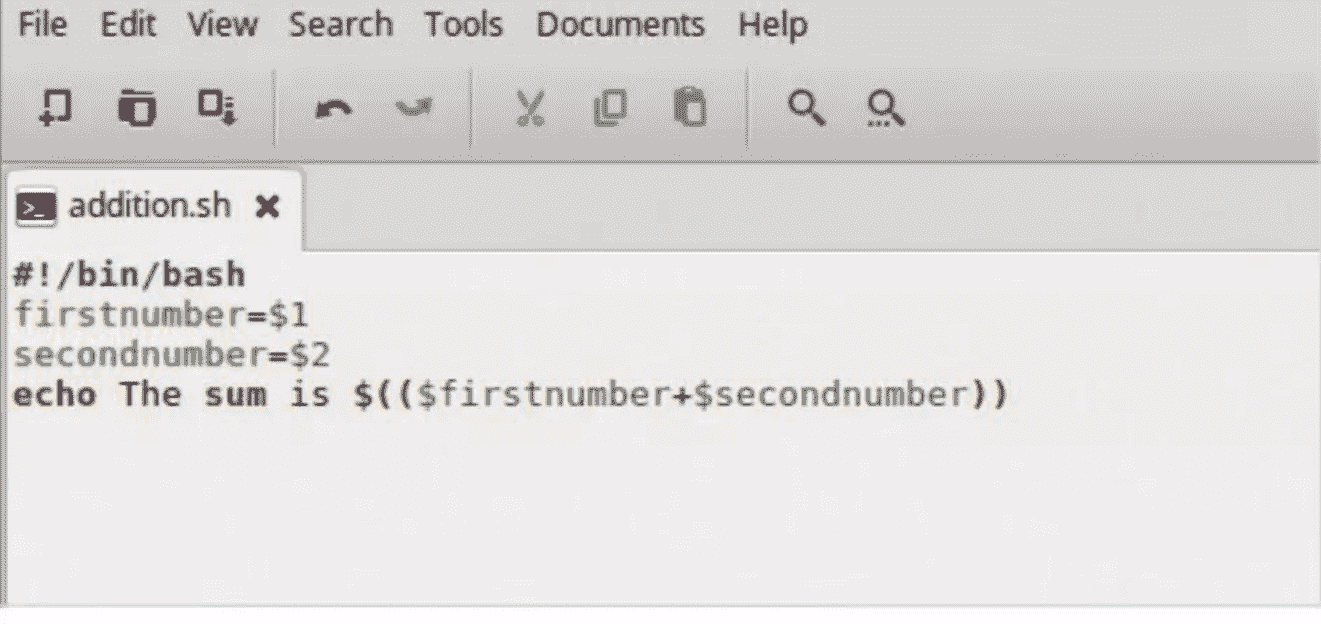 File Edit View Search Tools Documents Help
addition.sh
#!/bin/bash
firstnumber=$1
secondnumber=$2
echo The sum is $(($firstnumber+$secondnumber))